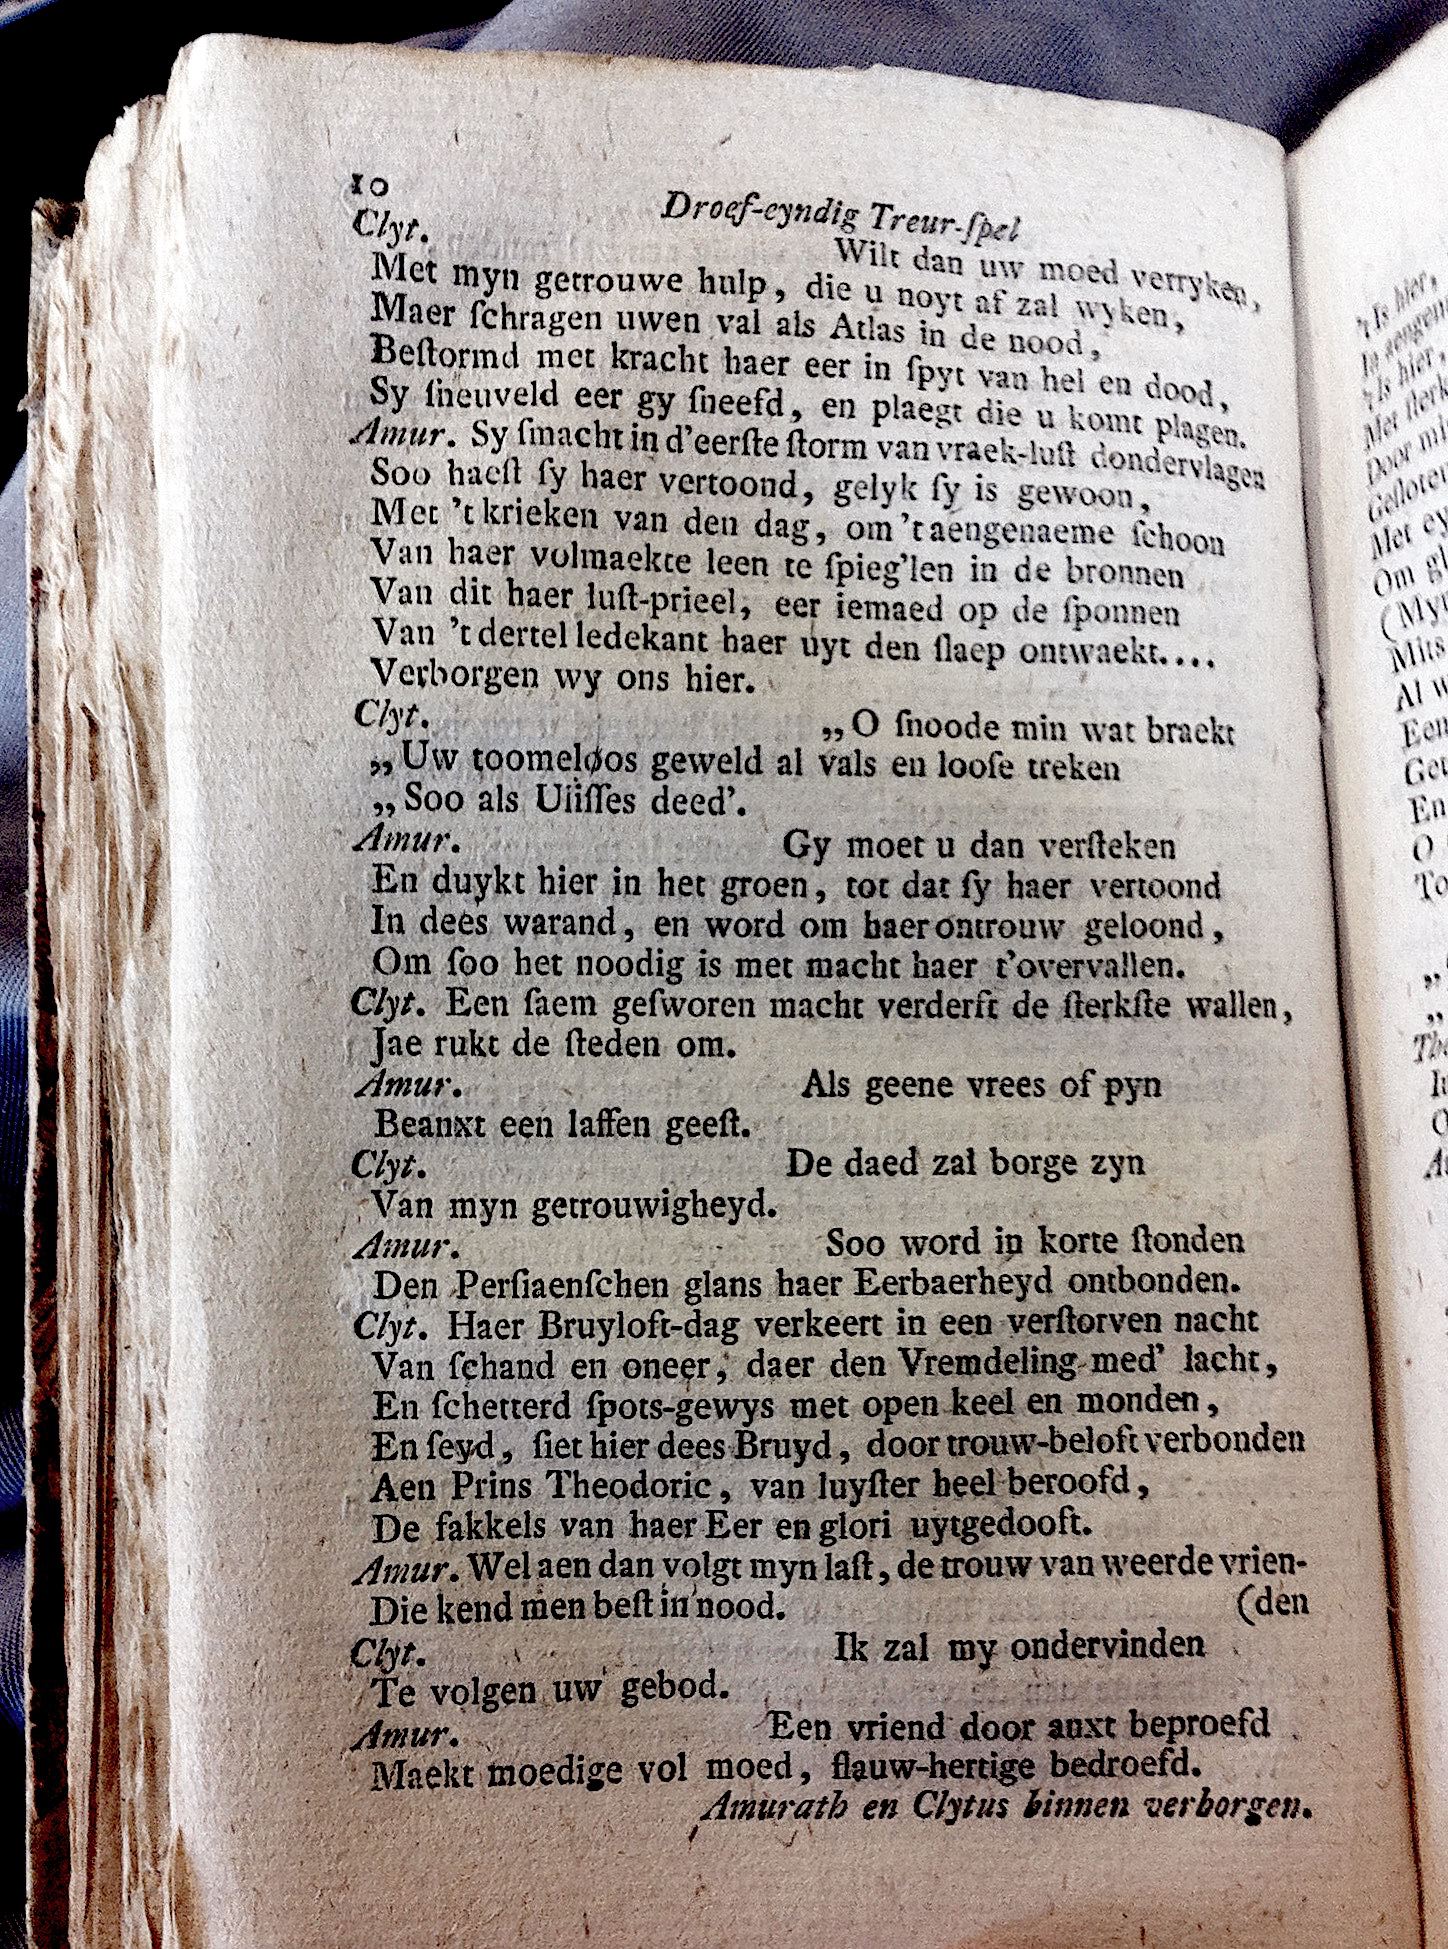 10
Droef-eyndig Treur-ſpel
Clyt. Wilt dan uw moed verryken,
Met myn getrouwe hulp, die u noyt af zal wyken,
Maer ſchragen uwen val als Atlas in de nood,
Beſtormd met kracht haer eer in ſpyt van hel en dood,
Sy ſneuveld eer gy ſneefd, en plaegt die u komt plagen.
Amur. Sy ſmacht in d'eerſte ſtorm van vraek-luſt dondervlagen
Soo haeſt ſy haer vertoond, gelyk ſy is gewoon,
Met 't krieken van den dag, om 't aengenaeme ſchoon
Van haer volmaekte leen te ſpieg'len in de bronnen
Van dit haer luſt-prieel, eer iemaed op de ſponnen
Van 't dertel ledekant haer uyt den ſlaep ontwaekt....
Verborgen wy ons hier.
Clyt. „O ſnoode min wat braekt
„Uw toomeloos geweld al vals en looſe treken
„Soo als Uliſſes deed'.
Amur. Gy moet u dan verſteken
En duykt hier in het groen, tot dat ſy haer vertoond
In dees warand, en word om haer ontrouw geloond,
Om ſoo het noodig is met macht haer t'overvallen.
Clyt. Een ſaem geſworen macht verderft de ſterkſte wallen,
Jae rukt de ſteden om.
Amur. Als geene vrees of pyn
Beanxt een laffen geeſt.
Clyt. De daed zal borge zyn
Van myn getrouwigheyd.
Amur. Soo word in korte ſtonden
Den Perſiaenſchen glans haer Eerbaerheyd ontbonden.
Clyt. Haer Bruyloft-dag verkeert in een verſtorven nacht
Van ſchand en oneer, daer den Vremdeling med' lacht,
En ſchetterd ſpots-gewys met open keel en monden,
En ſeyd, ſiet hier dees Bruyd, door trouw-beloft verbonden
Aen Prins Theodoric, van luyſter heel beroofd,
De fakkels van haer Eer en glori uytgedooft.
Amur. Wel aen dan volgt myn laſt, de trouw van weerde vrien-
Die kend men beſt in nood. (den
Clyt. Ik zal my ondervinden
Te volgen uw gebod.
Amur. Een vriend door anxt beproefd
Maekt moedige vol moed, flauw-hertige bedroefd.
Amurath en Clytus binnen verborgen.